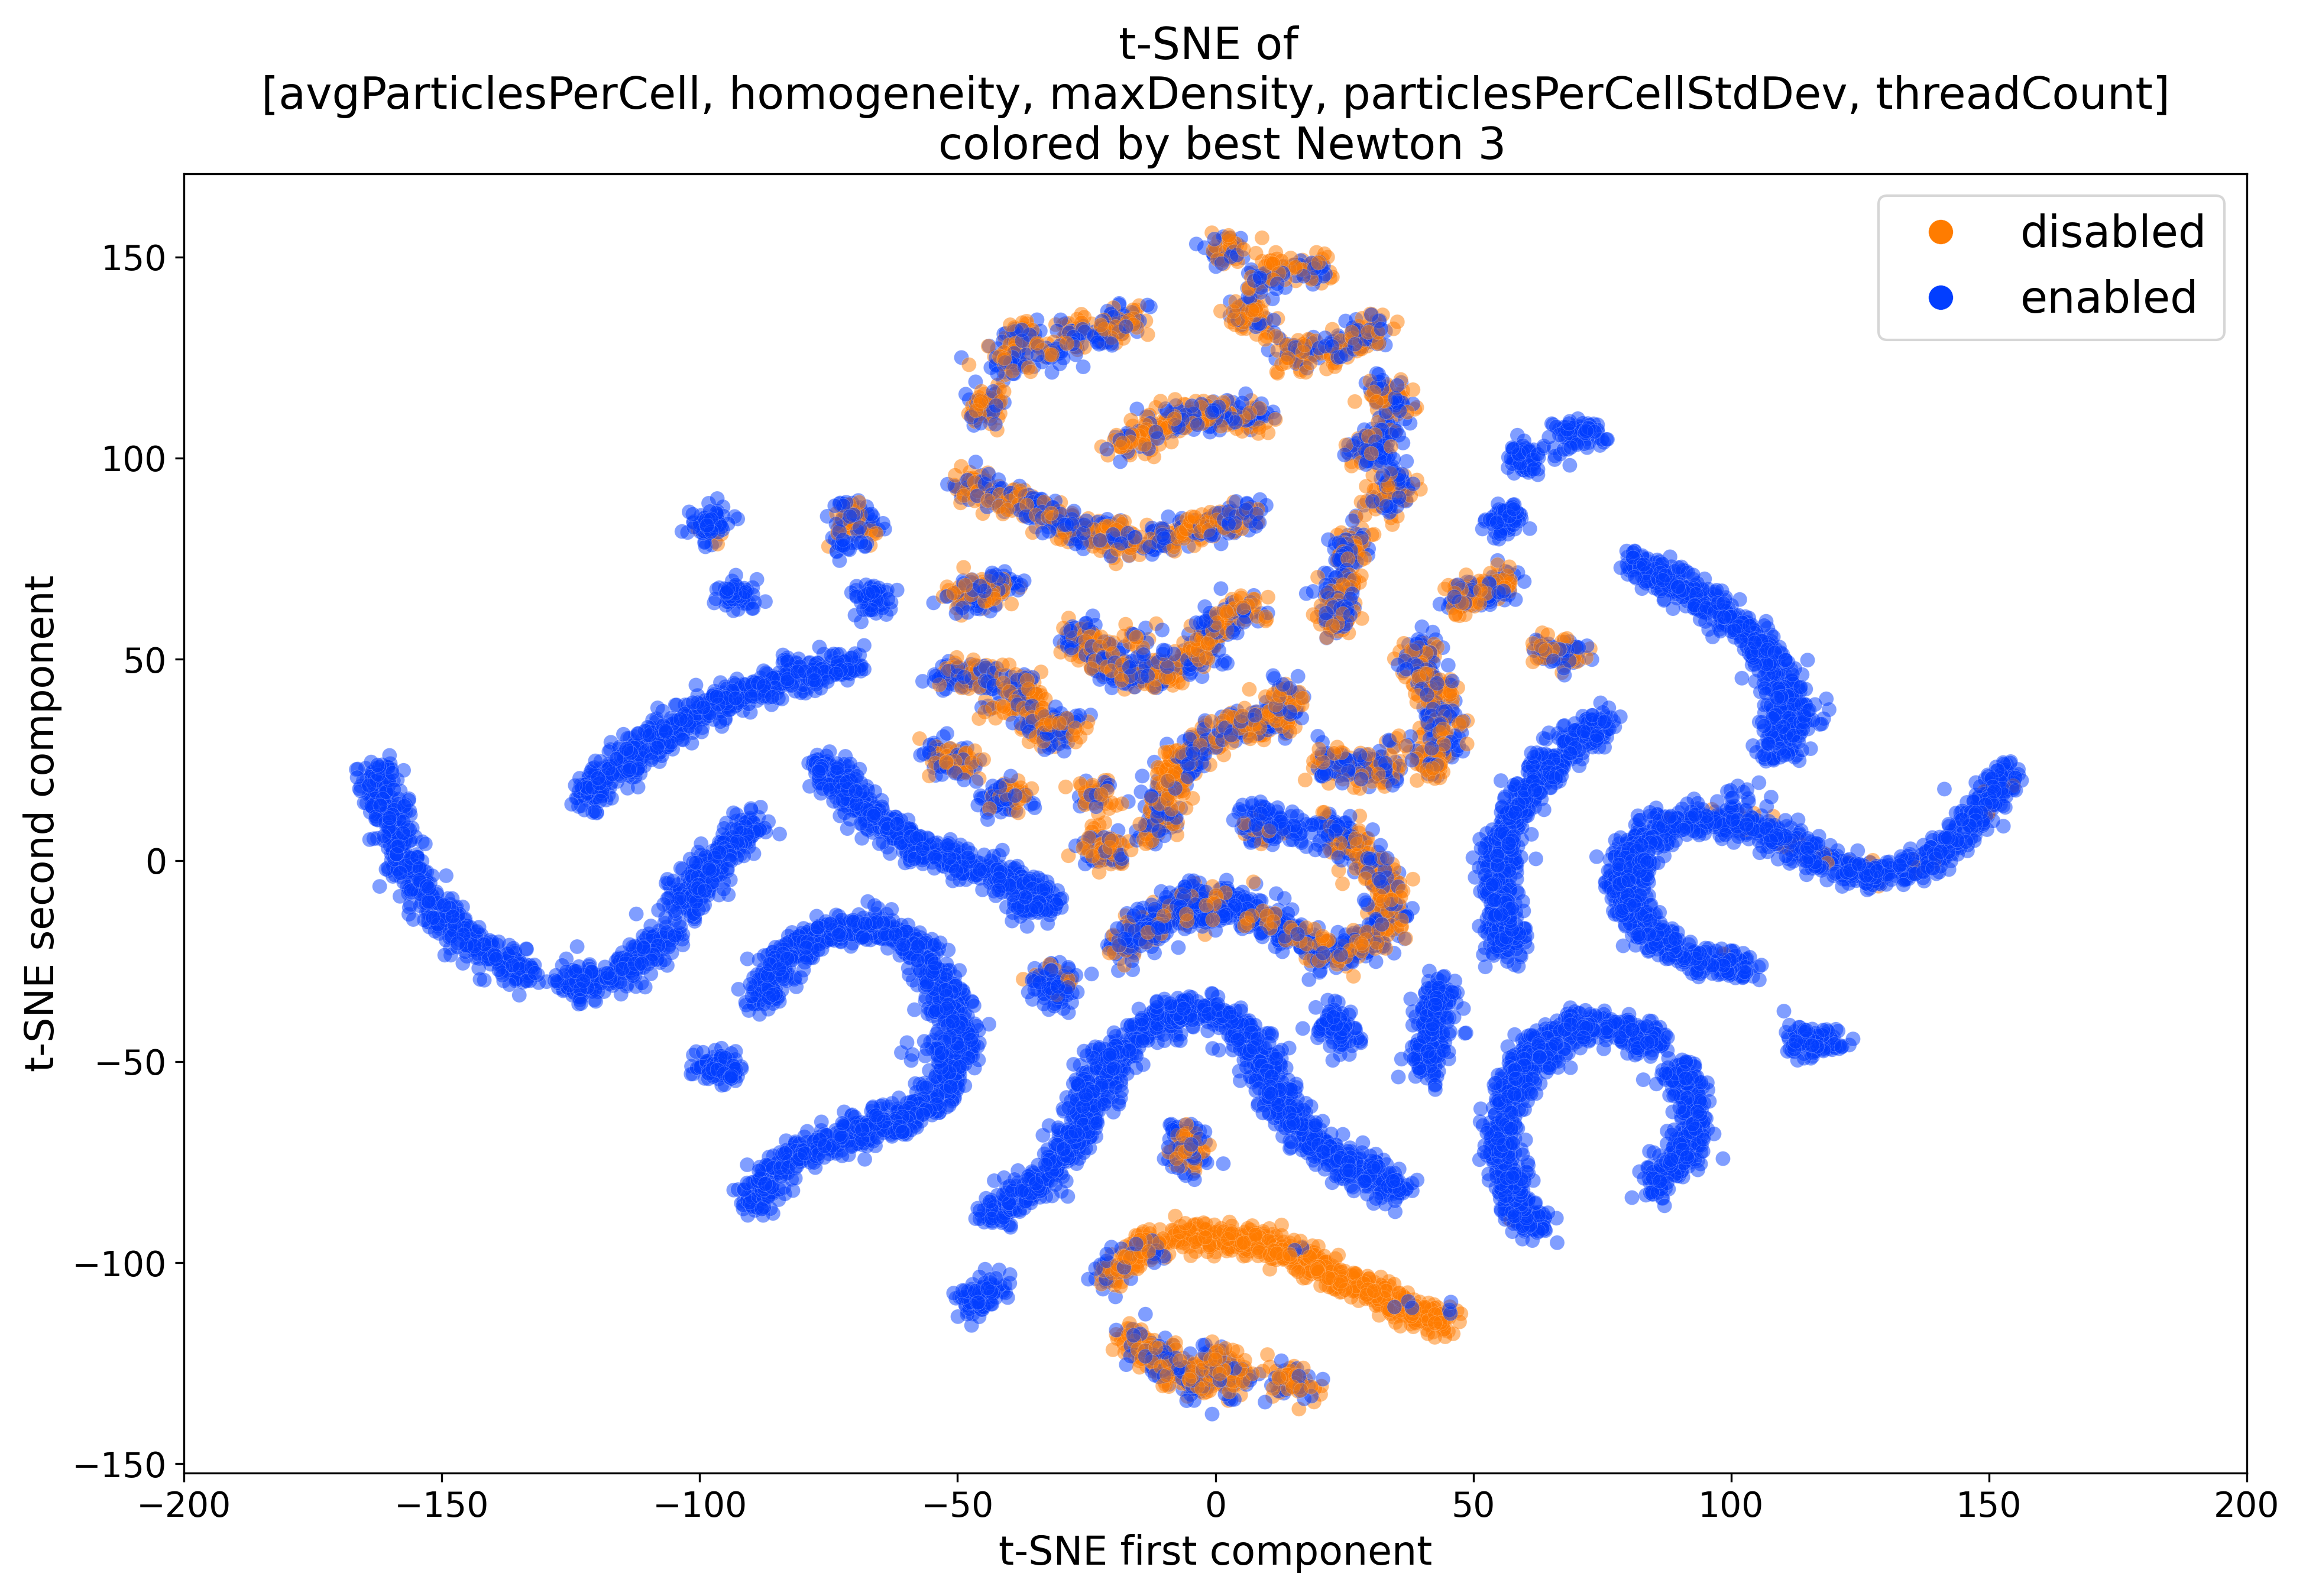 t-SNE of
[avgParticlesPerCell, homogeneity, maxDensity, particlesPerCellStdDev, threadCount]
colored by best Newton 3
disabled
enabled
150
100
50
0
−50
−100
−150
t-SNE second component
−200
−150
−100
−50
0
50
100
150
200
t-SNE first component